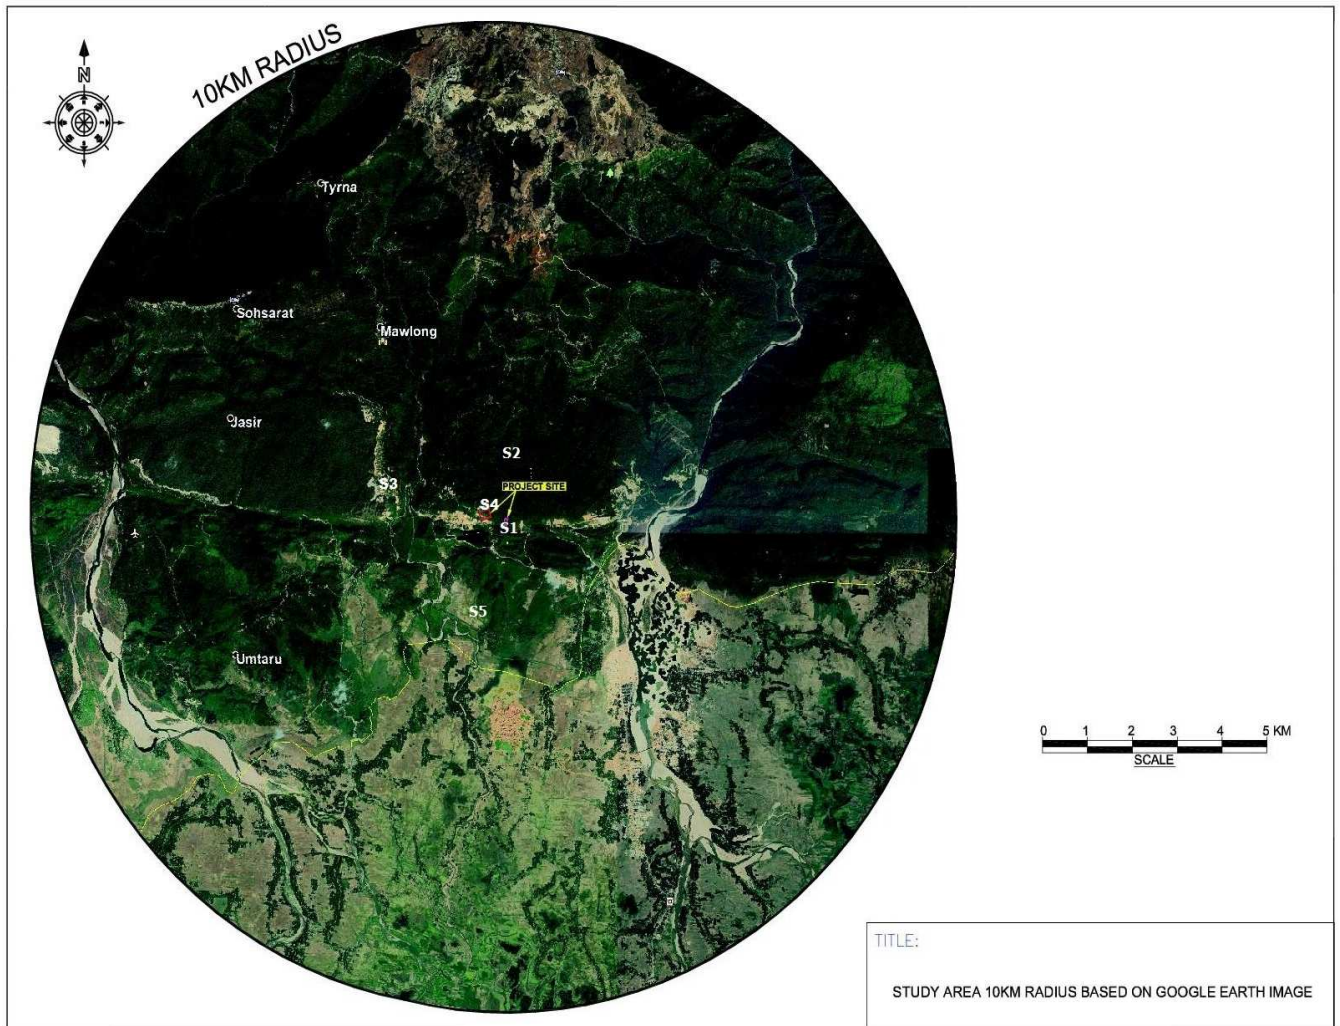 10KM RADIUS
N
Tyrna
Sohsarat
Mawlong
Jasir
S2
S3
PROJECT SITE
S4
S1
S5
Umtaru
0 1 2 3 4 5 KM
SCALE
TITLE:
STUDY AREA 10KM RADIUS BASED ON GOOGLE EARTH IMAGE